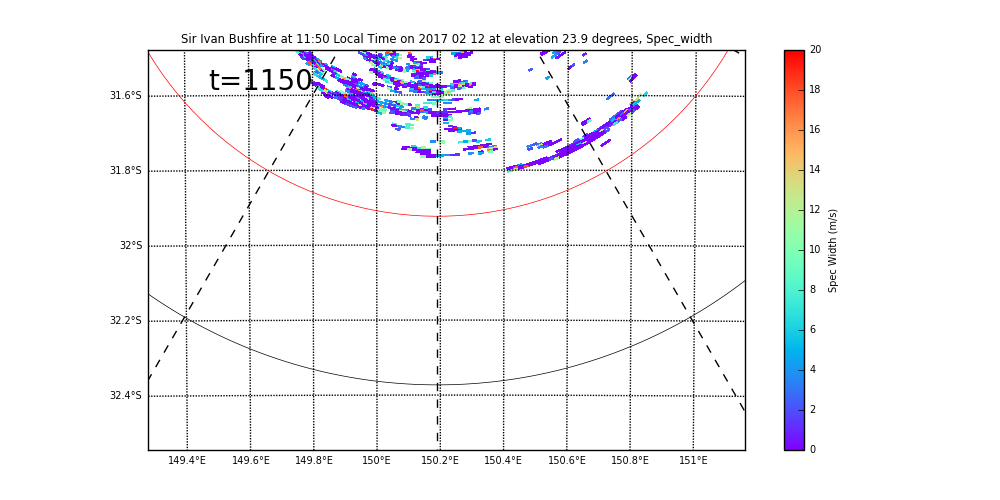 Sir Ivan Bushfire at 11:50 Local Time on 2017 02 12 at elevation 23.9 degrees, Spec_width
t=1150
31.6°S
31.8°S
32°S
32.2°S
32.4°S
149.4°E 149.6°E 149.8°E 150°E 150.2°E 150.4°E 150.6°E 150.8°E 151°E
20
18
16
14
12
10
8
6
4
2
0
Spec Width (m/s)